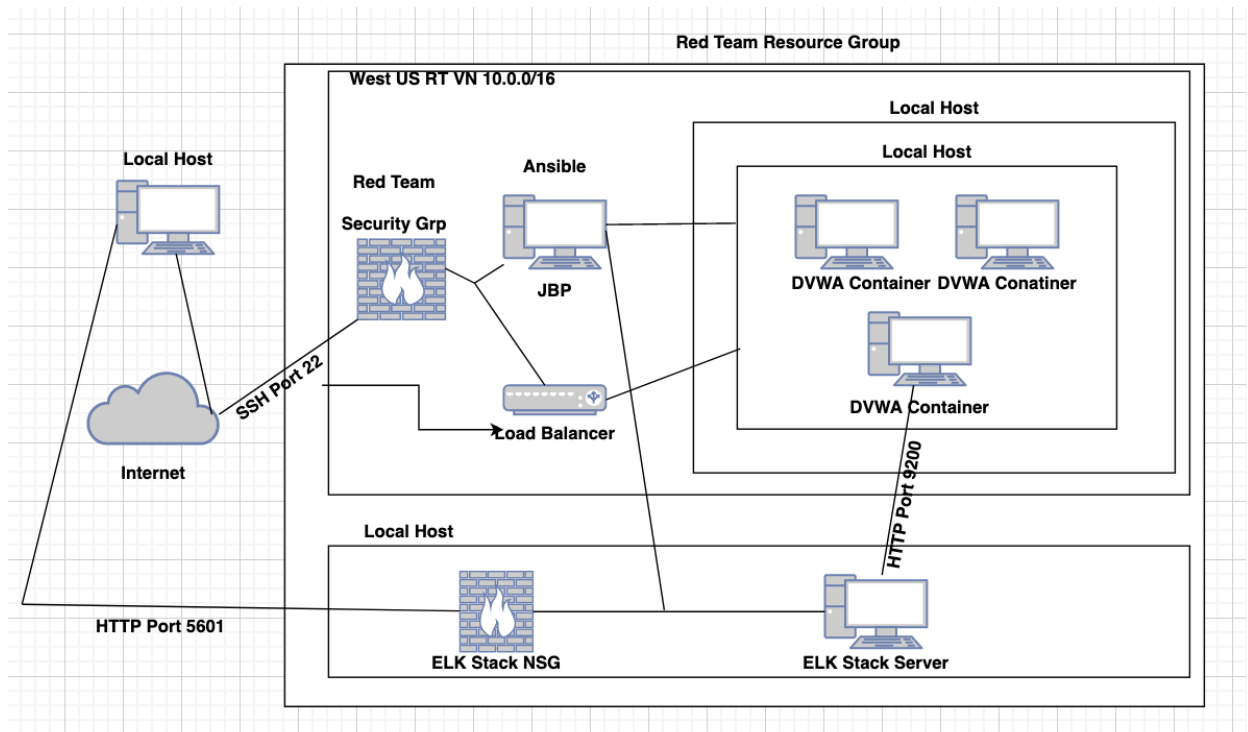 Red Team Resource Group
West US RT VN 10.0.0/16
Local Host
Local Host
Local Host
Ansible
Red Team
Security Grp
JBP
DVWA Container
DVWA Conatiner
DVWA Container
SSH Port 22
Load Balancer
Internet
HTTP Port 9200
Local Host
HTTP Port 5601
ELK Stack NSG
ELK Stack Server